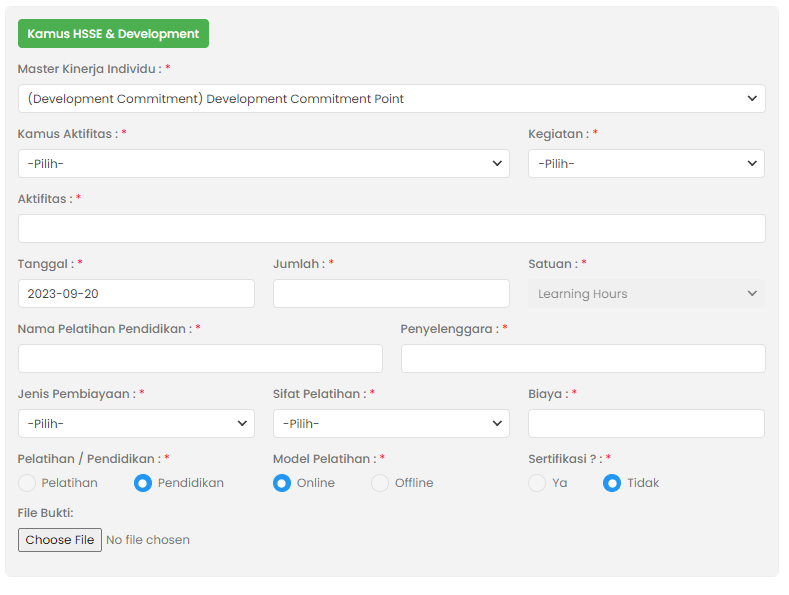 Kamus HSSE & Development
Master Kinerja Individu : *
(Development Commitment) Development Commitment Point
Kamus Aktifitas : * Kegiatan : *
-Pilih- -Pilih-
Aktifitas : *
Tanggal : * Jumlah : * Satuan : *
2023-09-20 Learning Hours
Nama Pelatihan Pendidikan : * Penyelenggara : *
Jenis Pembiayaan : * Sifat Pelatihan : * Biaya : *
-Pilih- -Pilih-
Pelatihan / Pendidikan : * Model Pelatihan : * Sertifikasi ? : *
Pelatihan Pendidikan Online Offline Ya Tidak
File Bukti:
Choose File No file chosen